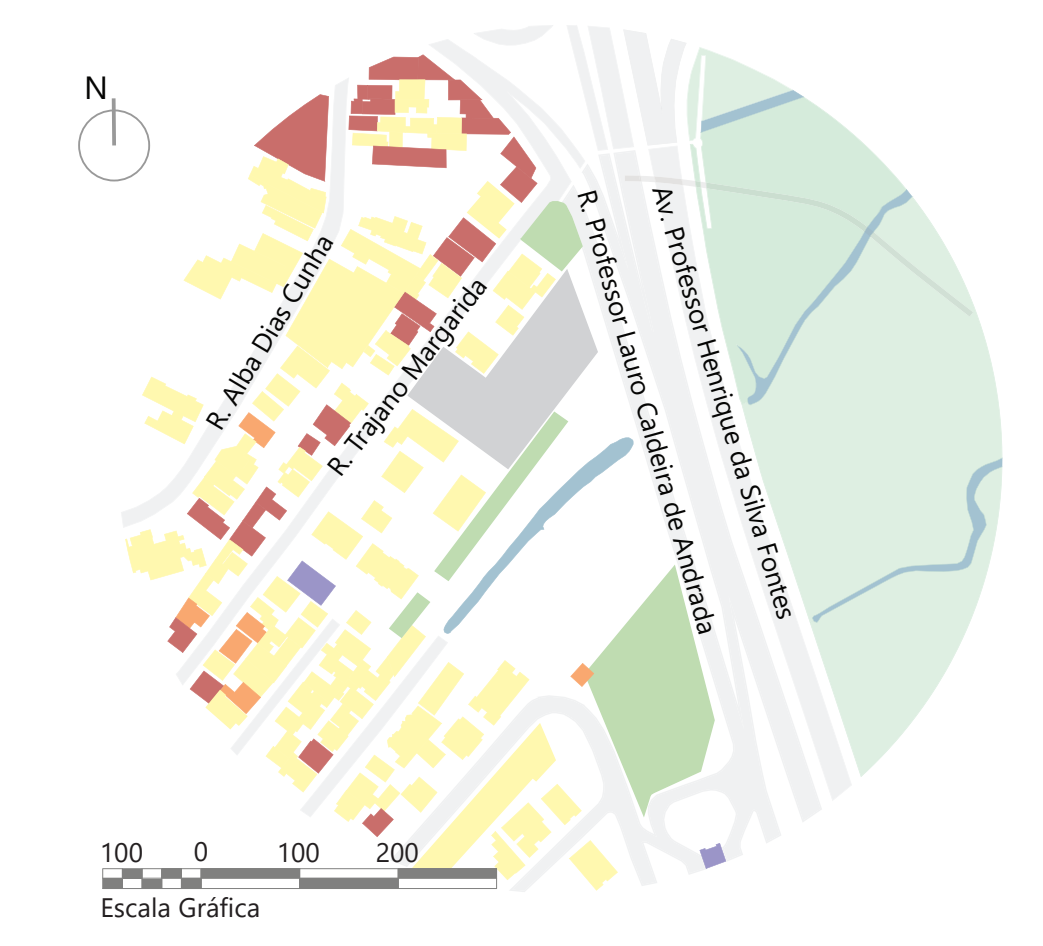 N
R. Alba Dias Cunha
R. Trajano Margarida
R. Professor Lauro Caldeira de Andrada
Av. Professor Henrique da Silva Fontes
100 0 100 200
Escala Gráfica